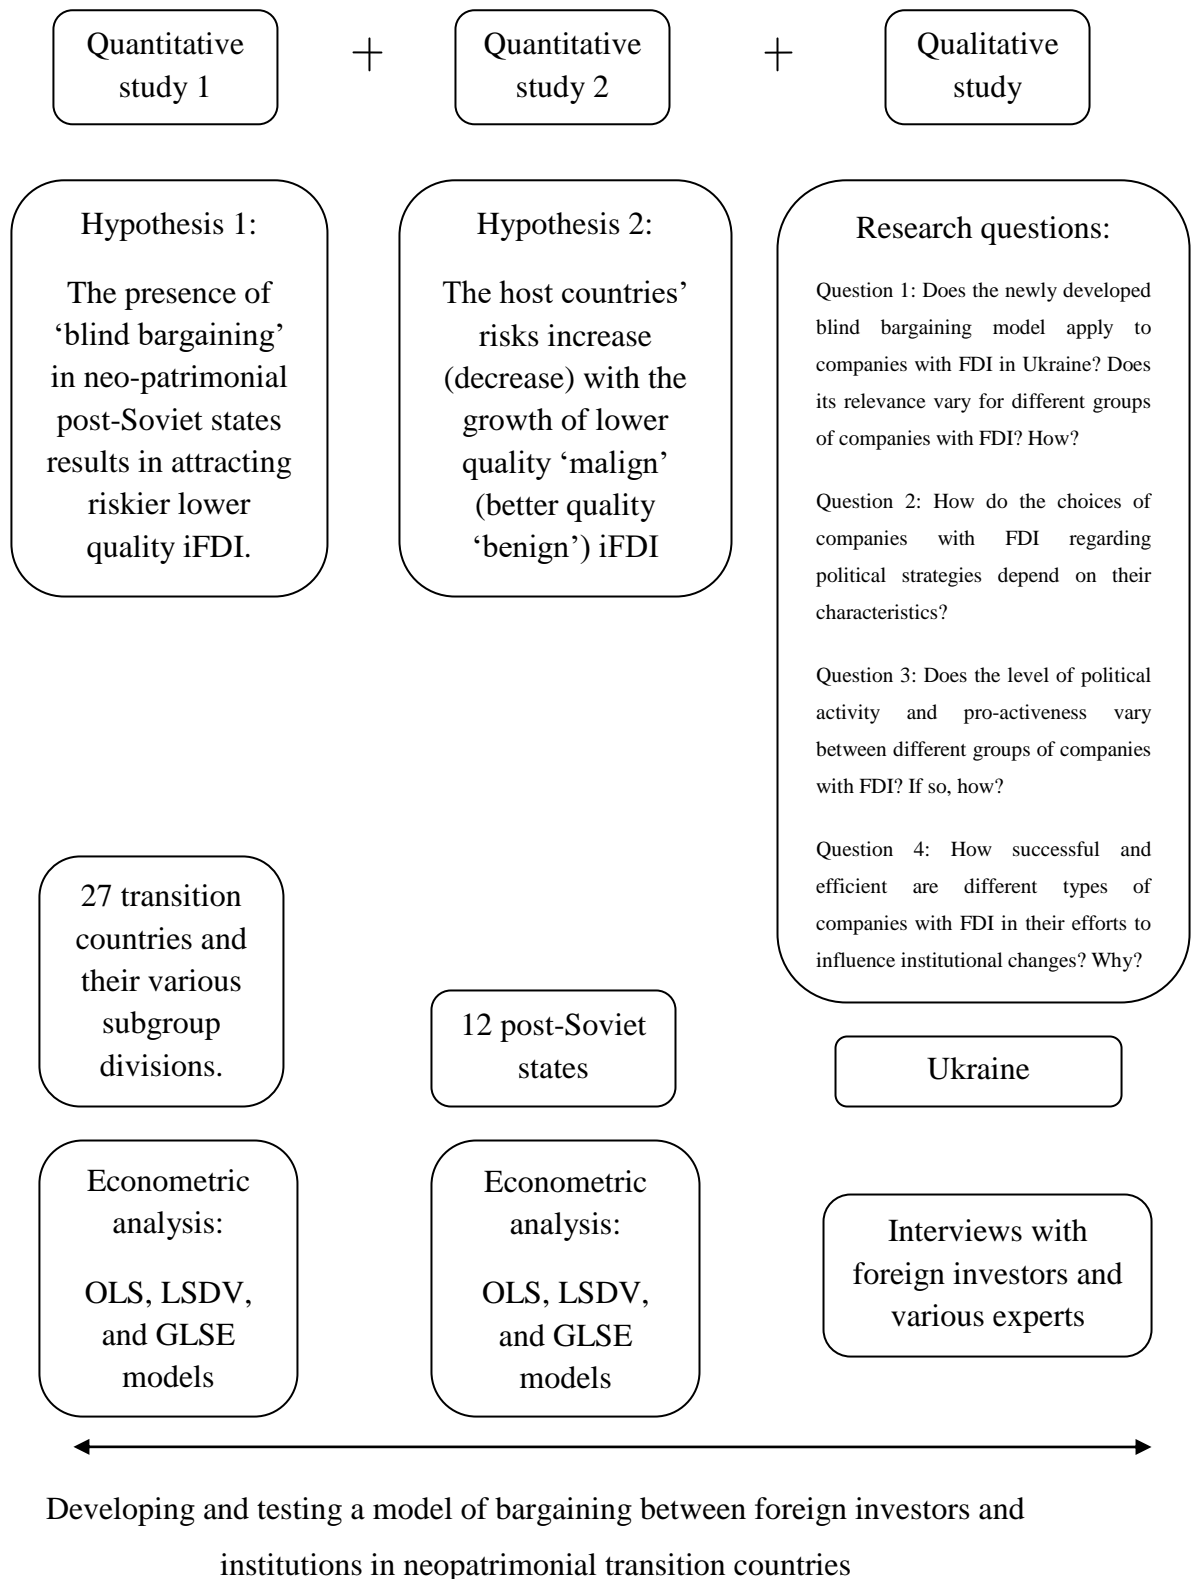 Quantitative
study 1
+
Quantitative
study 2
+
Qualitative
study
Hypothesis 1:
The presence of
‘blind bargaining’
in neo-patrimonial
post-Soviet states
results in attracting
riskier lower
quality iFDI.
Hypothesis 2:
The host countries’
risks increase
(decrease) with the
growth of lower
quality ‘malign’
(better quality
‘benign’) iFDI
Research questions:
Question 1: Does the newly developed
blind bargaining model apply to
companies with FDI in Ukraine? Does
its relevance vary for different groups
of companies with FDI? How?
Question 2: How do the choices of
companies with FDI regarding
political strategies depend on their
characteristics?
Question 3: Does the level of political
activity and pro-activeness vary
between different groups of companies
with FDI? If so, how?
Question 4: How successful and
efficient are different types of
companies with FDI in their efforts to
influence institutional changes? Why?
27 transition
countries and
their various
subgroup
divisions.
12 post-Soviet
states
Ukraine
Econometric
analysis:
OLS, LSDV,
and GLSE
models
Econometric
analysis:
OLS, LSDV,
and GLSE
models
Interviews with
foreign investors and
various experts
Developing and testing a model of bargaining between foreign investors and
institutions in neopatrimonial transition countries